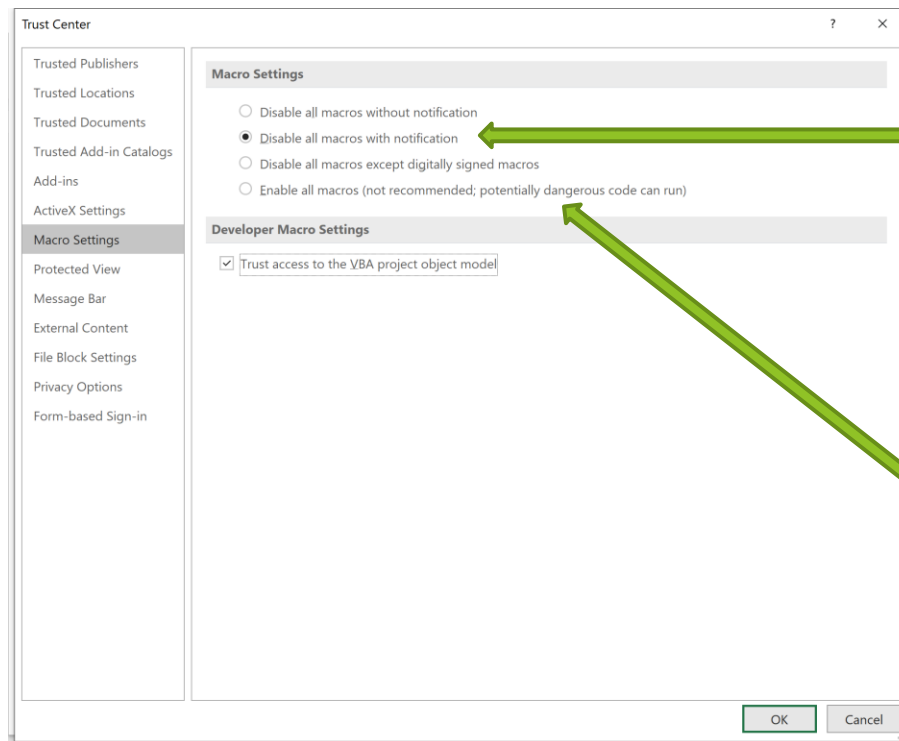 Trust Center
? ×
Trusted Publishers
Trusted Locations
Trusted Documents
Trusted Add-in Catalogs
Add-ins
ActiveX Settings
Macro Settings
Protected View
Message Bar
External Content
File Block Settings
Privacy Options
Form-based Sign-in
Macro Settings
Disable all macros without notification
Disable all macros with notification
Disable all macros except digitally signed macros
Enable all macros (not recommended; potentially dangerous code can run)
Developer Macro Settings
Trust access to the VBA project object model
OK
Cancel